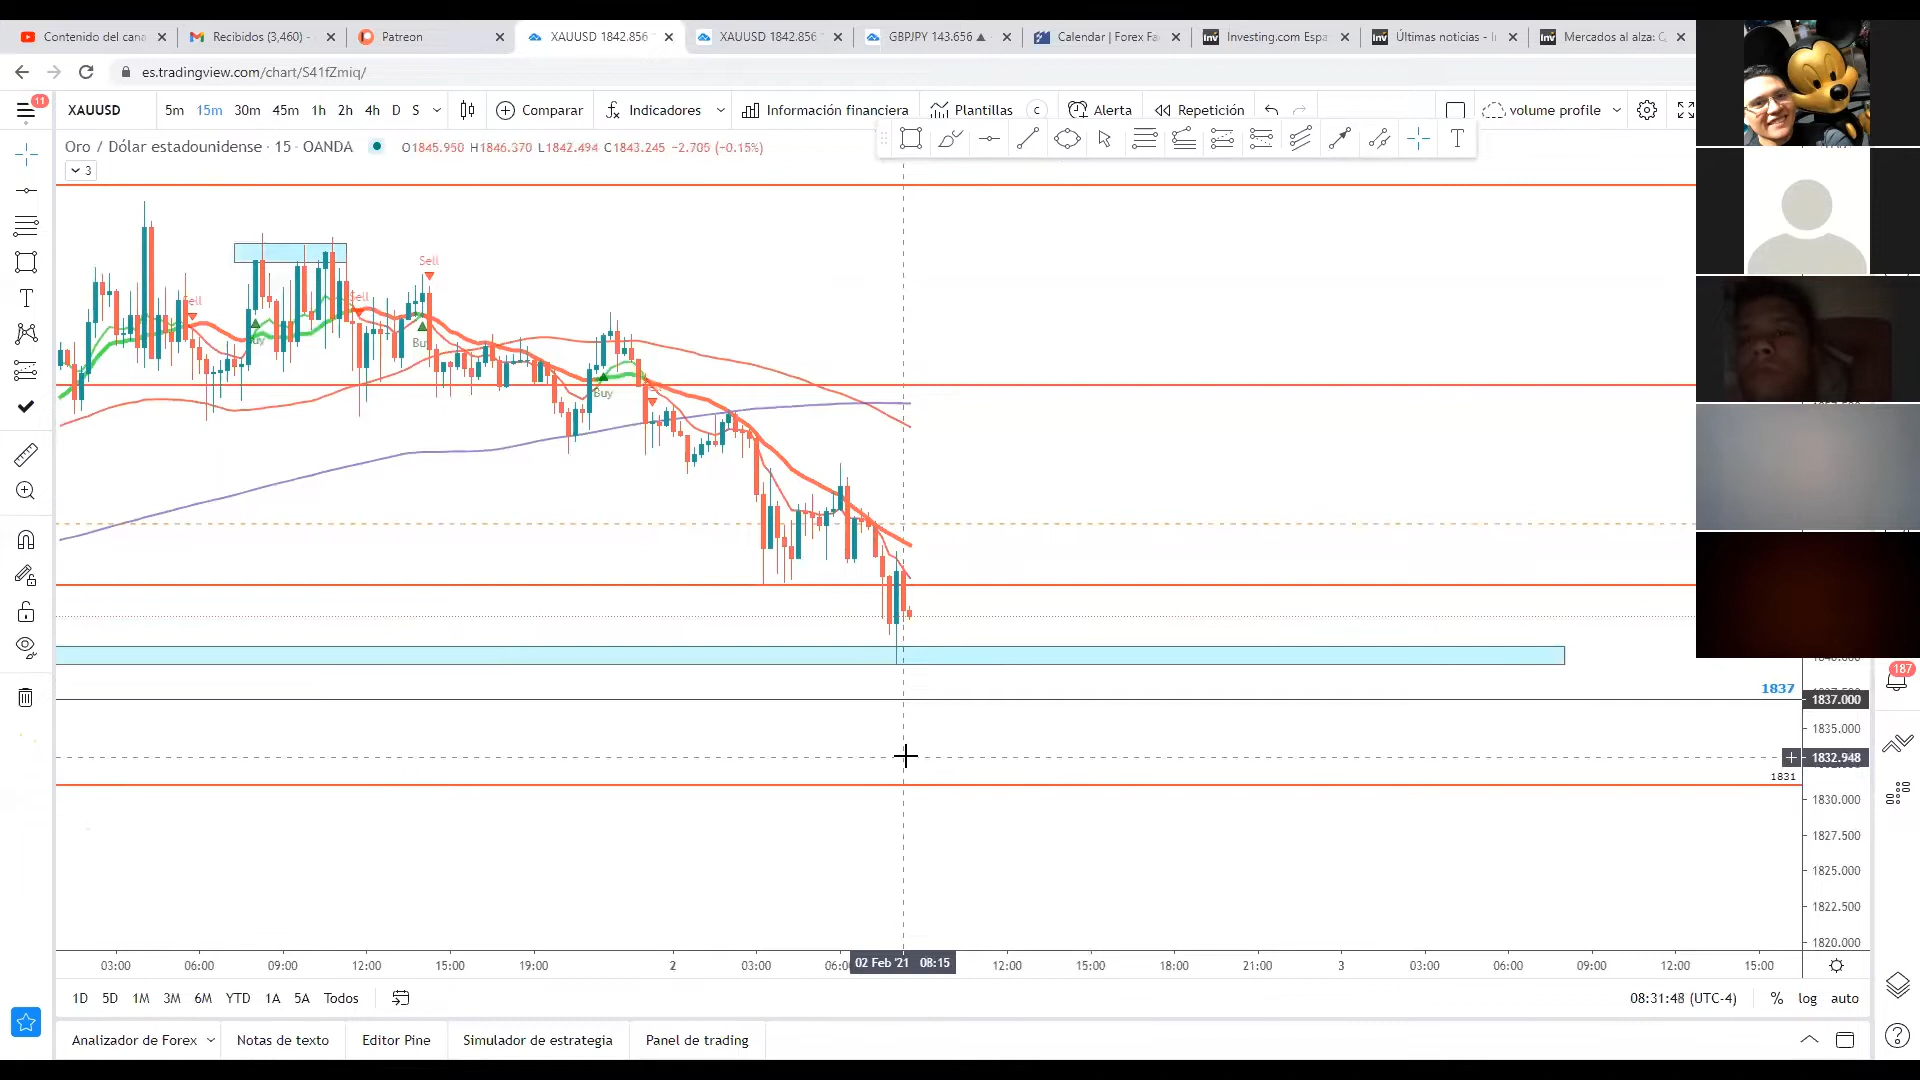 Contenido del cana
Recibidos (3,460) -
Patreon
XAUUSD 1842.856
XAUUSD 1842.856
GBPJPY 143.656 ▲
Calendar | Forex Fa
Investing.com Espa
Últimas noticias - I
Mercados al alza:
es.tradingview.com/chart/S41fZmiq/
11
XAUUSD
5m 15m 30m 45m 1h 2h 4h D S
Comparar
Indicadores
Información financiera
Plantillas
c
Alerta
Repetición
volume profile
Oro / Dólar estadounidense · 15 · OANDA
O1845.950 H1846.370 L1842.494 C1843.245 −2.705 (−0.15%)
3
Sell
Sell
Buy
Buy
187
1837
1837.000
1835.000
1832.948
1831
1830.000
1827.500
1825.000
1822.500
1820.000
03:00 06:00 09:00 12:00 15:00 19:00 2 03:00 06:0 02 Feb '21 08:15 12:00 15:00 18:00 21:00 3 03:00 06:00 09:00 12:00 15:00
1D 5D 1M 3M 6M YTD 1A 5A Todos
08:31:48 (UTC-4)
% log auto
Analizador de Forex
Notas de texto
Editor Pine
Simulador de estrategia
Panel de trading